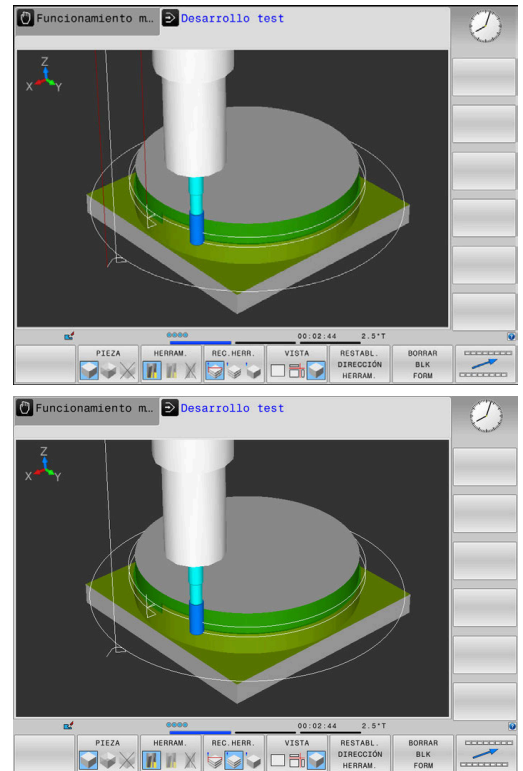 Funcionamiento m…
Desarrollo test
Z
X
Y
00:02:44 2.5*T
PIEZA
HERRAM.
REC.HERR.
VISTA
RESTABL.
DIRECCIÓN
HERRAM.
BORRAR
BLK
FORM
Funcionamiento m…
Desarrollo test
Z
X
Y
00:02:44 2.5*T
PIEZA
HERRAM.
REC.HERR.
VISTA
RESTABL.
DIRECCIÓN
HERRAM.
BORRAR
BLK
FORM